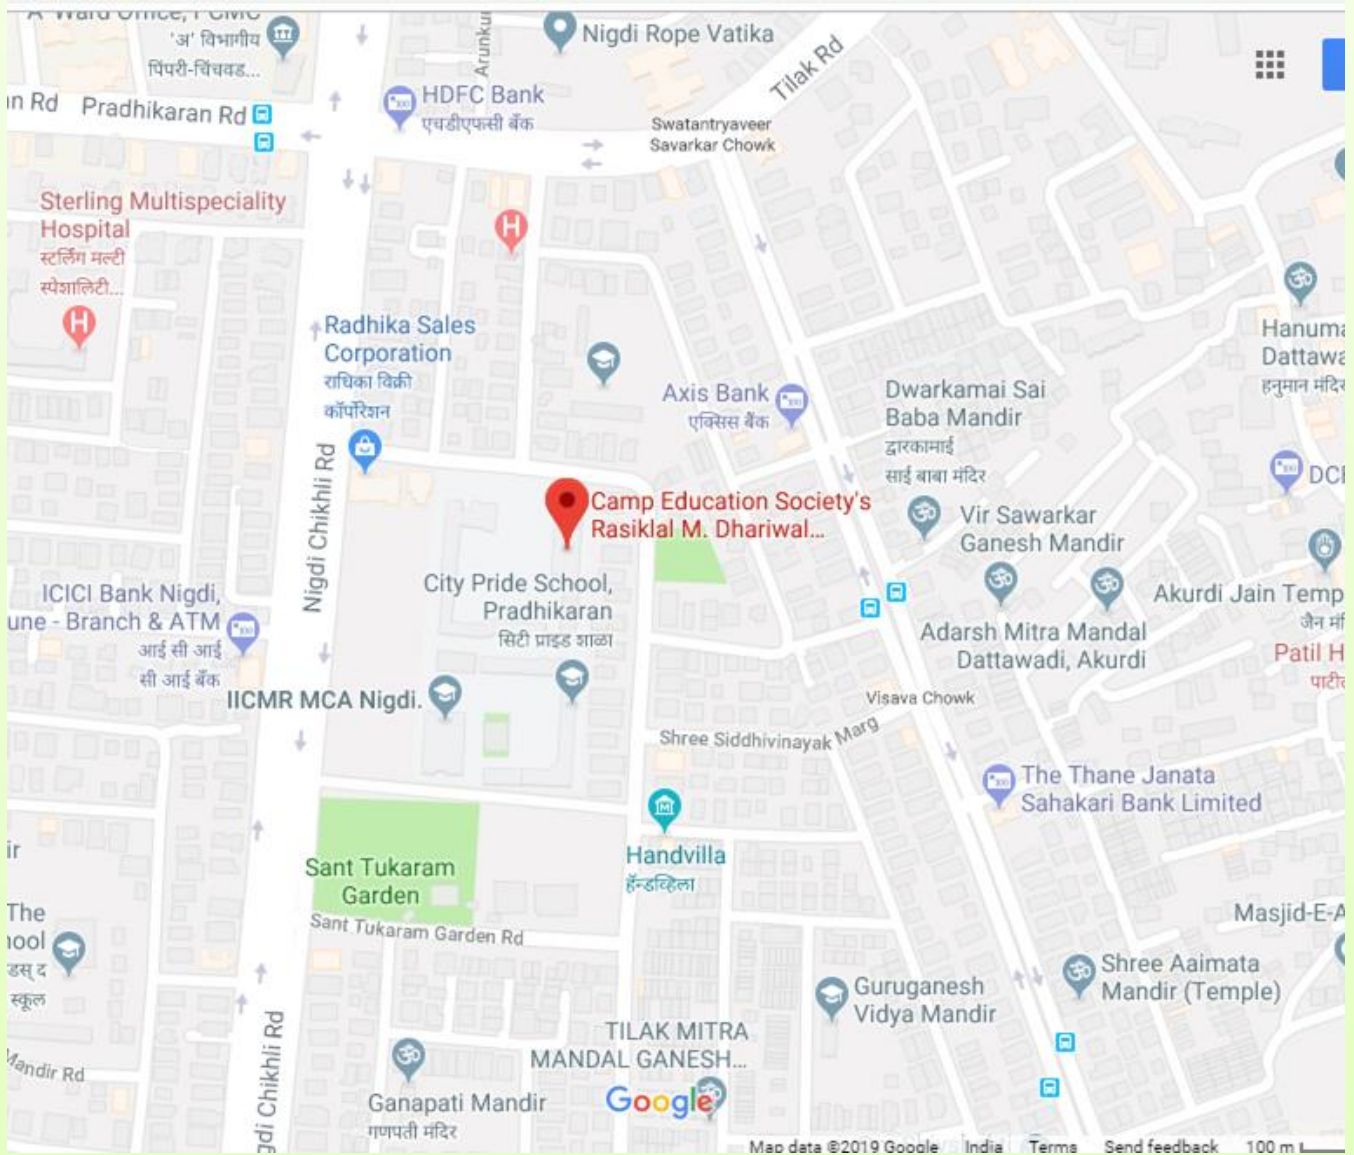 'अ' विभागीय
पिंपरी-चिंचवड...
Nigdi Rope Vatika
Tilak Rd
Pradhikaran Rd
HDFC Bank
एचडीएफसी बँक
Swatantryaveer
Savarkar Chowk
Sterling Multispeciality
Hospital
स्टर्लिंग मल्टी
स्पेशालिटी...
Radhika Sales
Corporation
राधिका विक्री
कॉर्पोरेशन
Axis Bank
एक्सिस बैंक
Dwarkamai Sai
Baba Mandir
द्वारकामाई
साई बाबा मंदिर
Hanuma
Dattawa
हनुमान मंदिर
Nigdi Chikhli Rd
Camp Education Society's
Rasiklal M. Dhariwal...
Vir Sawarkar
Ganesh Mandir
City Pride School,
Pradhikaran
सिटी प्राइड शाळा
ICICI Bank Nigdi,
une - Branch & ATM
आई सी आई
सी आई बँक
Akurdi Jain Temp
Adarsh Mitra Mandal
Dattawadi, Akurdi
Patil H
IICMR MCA Nigdi.
Visava Chowk
Shree Siddhivinayak Marg
The Thane Janata
Sahakari Bank Limited
Handvilla
हॅन्डव्हिला
Sant Tukaram
Garden
Sant Tukaram Garden Rd
The
स्कूल
Masjid-E-A
Shree Aaimata
Mandir (Temple)
Guruganesh
Vidya Mandir
TILAK MITRA
MANDAL GANESH...
Mandir Rd
gdi Chikhli Rd
Ganapati Mandir
गणपती मंदिर
Google
Map data ©2019 Google India Terms Send feedback 100 m